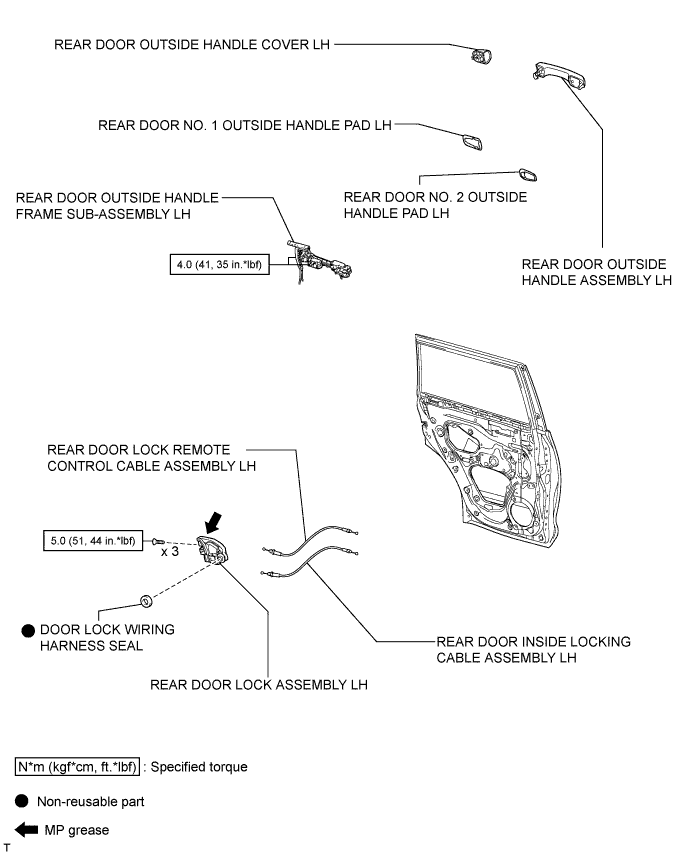 REAR DOOR OUTSIDE HANDLE COVER LH
REAR DOOR NO. 1 OUTSIDE HANDLE PAD LH
REAR DOOR OUTSIDE HANDLE
FRAME SUB-ASSEMBLY LH
REAR DOOR NO. 2 OUTSIDE
HANDLE PAD LH
4.0 (41, 35 in.*lbf)
REAR DOOR OUTSIDE
HANDLE ASSEMBLY LH
REAR DOOR LOCK REMOTE
CONTROL CABLE ASSEMBLY LH
5.0 (51, 44 in.*lbf)
x 3
DOOR LOCK WIRING
HARNESS SEAL
REAR DOOR INSIDE LOCKING
CABLE ASSEMBLY LH
REAR DOOR LOCK ASSEMBLY LH
N*m (kgf*cm, ft.*lbf) : Specified torque
Non-reusable part
MP grease
T